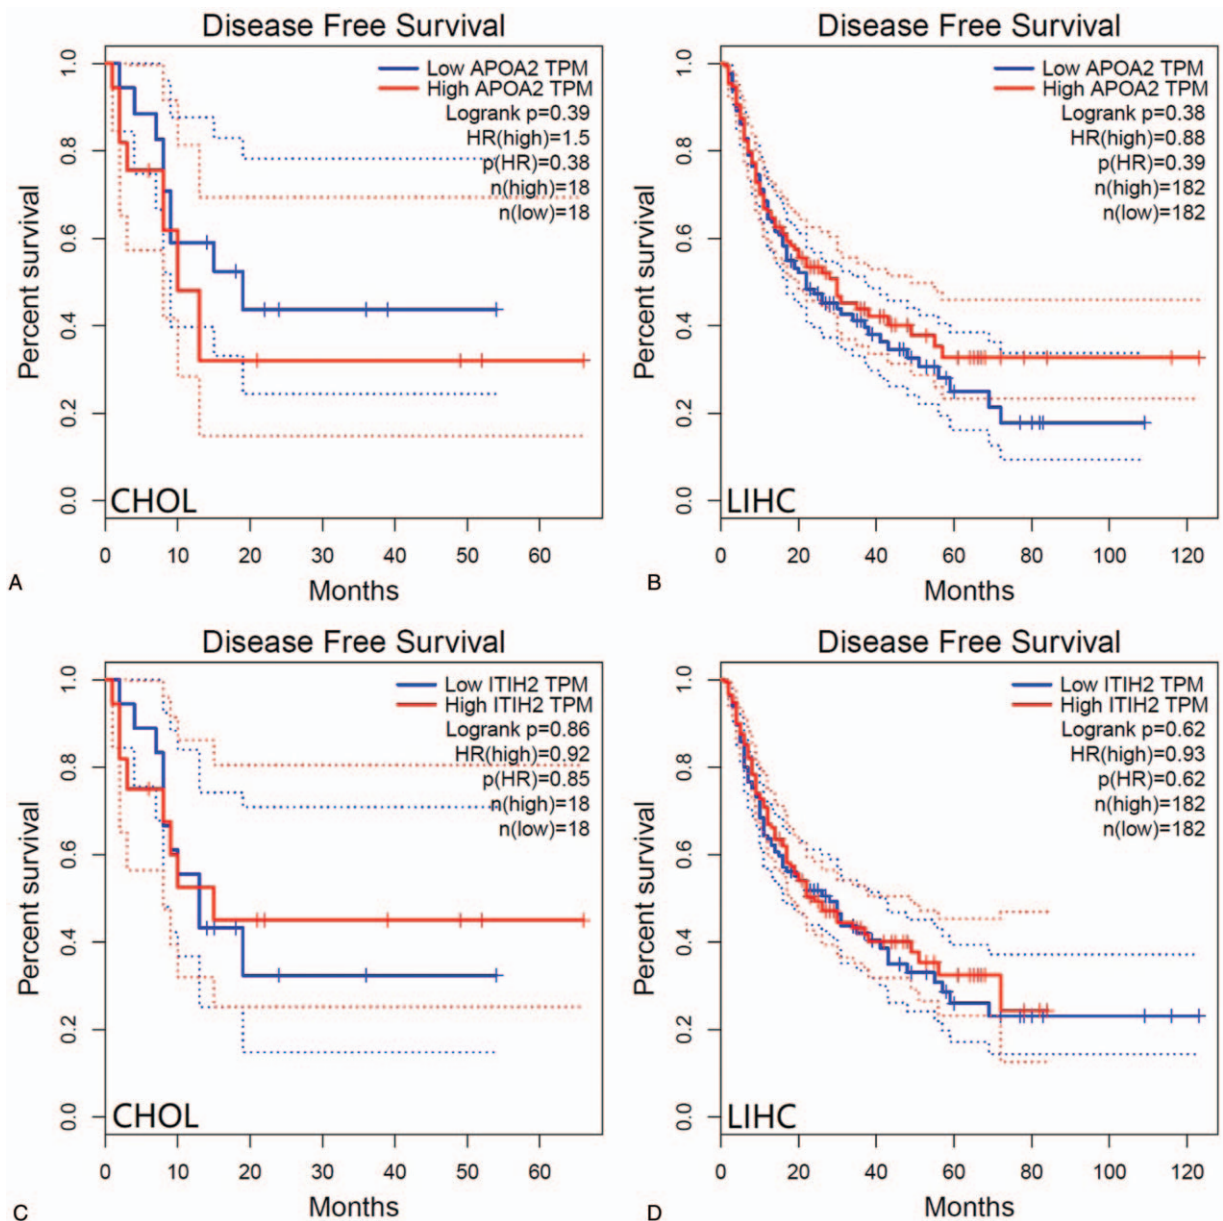 Disease Free Survival
Low APOA2 TPM
High APOA2 TPM
Logrank p=0.39
HR(high)=1.5
p(HR)=0.38
n(high)=18
n(low)=18
Percent survival
1.0
0.8
0.6
0.4
0.2
0.0
CHOL
0 10 20 30 40 50 60
Months
A
Disease Free Survival
Low APOA2 TPM
High APOA2 TPM
Logrank p=0.38
HR(high)=0.88
p(HR)=0.39
n(high)=182
n(low)=182
Percent survival
1.0
0.8
0.6
0.4
0.2
0.0
LIHC
0 20 40 60 80 100 120
Months
B
Disease Free Survival
Low ITIH2 TPM
High ITIH2 TPM
Logrank p=0.86
HR(high)=0.92
p(HR)=0.85
n(high)=18
n(low)=18
Percent survival
1.0
0.8
0.6
0.4
0.2
0.0
CHOL
0 10 20 30 40 50 60
Months
C
Disease Free Survival
Low ITIH2 TPM
High ITIH2 TPM
Logrank p=0.62
HR(high)=0.93
p(HR)=0.62
n(high)=182
n(low)=182
Percent survival
1.0
0.8
0.6
0.4
0.2
0.0
LIHC
0 20 40 60 80 100 120
Months
D